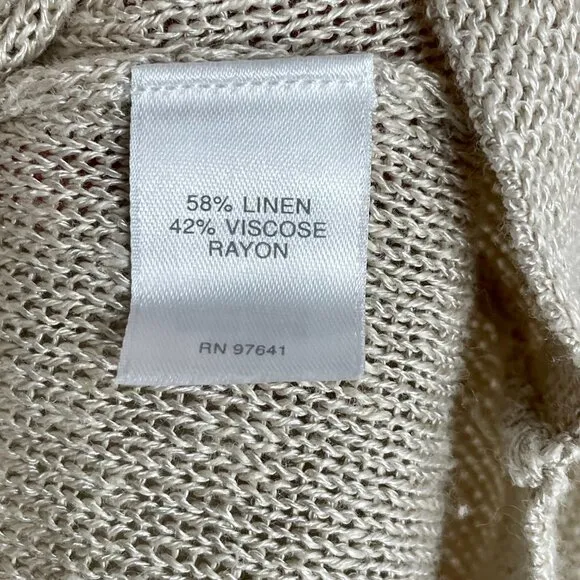 58% LINEN
42% VISCOSE
RAYON
RN 97641